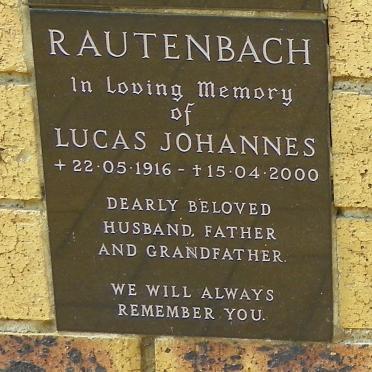 RAUTENBACH
In Loving Memory
of
LUCAS JOHANNES
+ 22·05·1916 - ✝15·04·2000
DEARLY BELOVED
HUSBAND, FATHER
AND GRANDFATHER.
WE WILL ALWAYS
REMEMBER YOU.